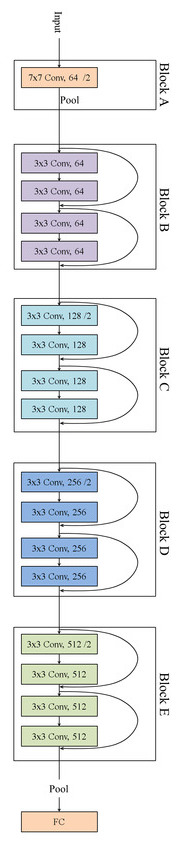 Input
Block A
7x7 Conv, 64 /2
Pool
Block B
3x3 Conv, 64
3x3 Conv, 64
3x3 Conv, 64
3x3 Conv, 64
Block C
3x3 Conv, 128 /2
3x3 Conv, 128
3x3 Conv, 128
3x3 Conv, 128
Block D
3x3 Conv, 256 /2
3x3 Conv, 256
3x3 Conv, 256
3x3 Conv, 256
Block E
3x3 Conv, 512 /2
3x3 Conv, 512
3x3 Conv, 512
3x3 Conv, 512
Pool
FC